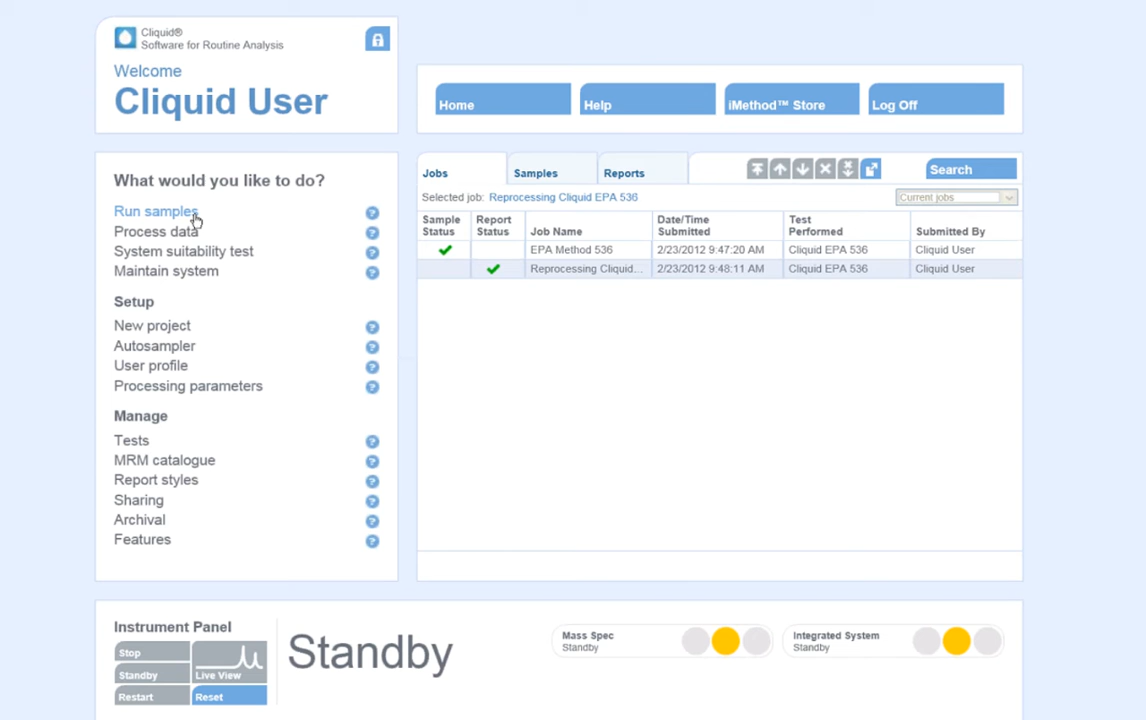 Cliquid®
Software for Routine Analysis
Welcome
Cliquid User
Home
Help
iMethod™ Store
Log Off
What would you like to do?
Run samples
Process data
System suitability test
Maintain system
Setup
New project
Autosampler
User profile
Processing parameters
Manage
Tests
MRM catalogue
Report styles
Sharing
Archival
Features
Jobs
Samples
Reports
Search
Selected job: Reprocessing Cliquid EPA 536
Current jobs
Sample Status
Report Status
Job Name
Date/Time Submitted
Test Performed
Submitted By
EPA Method 536 2/23/2012 9:47:20 AM Cliquid EPA 536 Cliquid User
Reprocessing Cliquid... 2/23/2012 9:48:11 AM Cliquid EPA 536 Cliquid User
Instrument Panel
Stop
Standby
Restart
Live View
Reset
Standby
Mass Spec
Standby
Integrated System
Standby